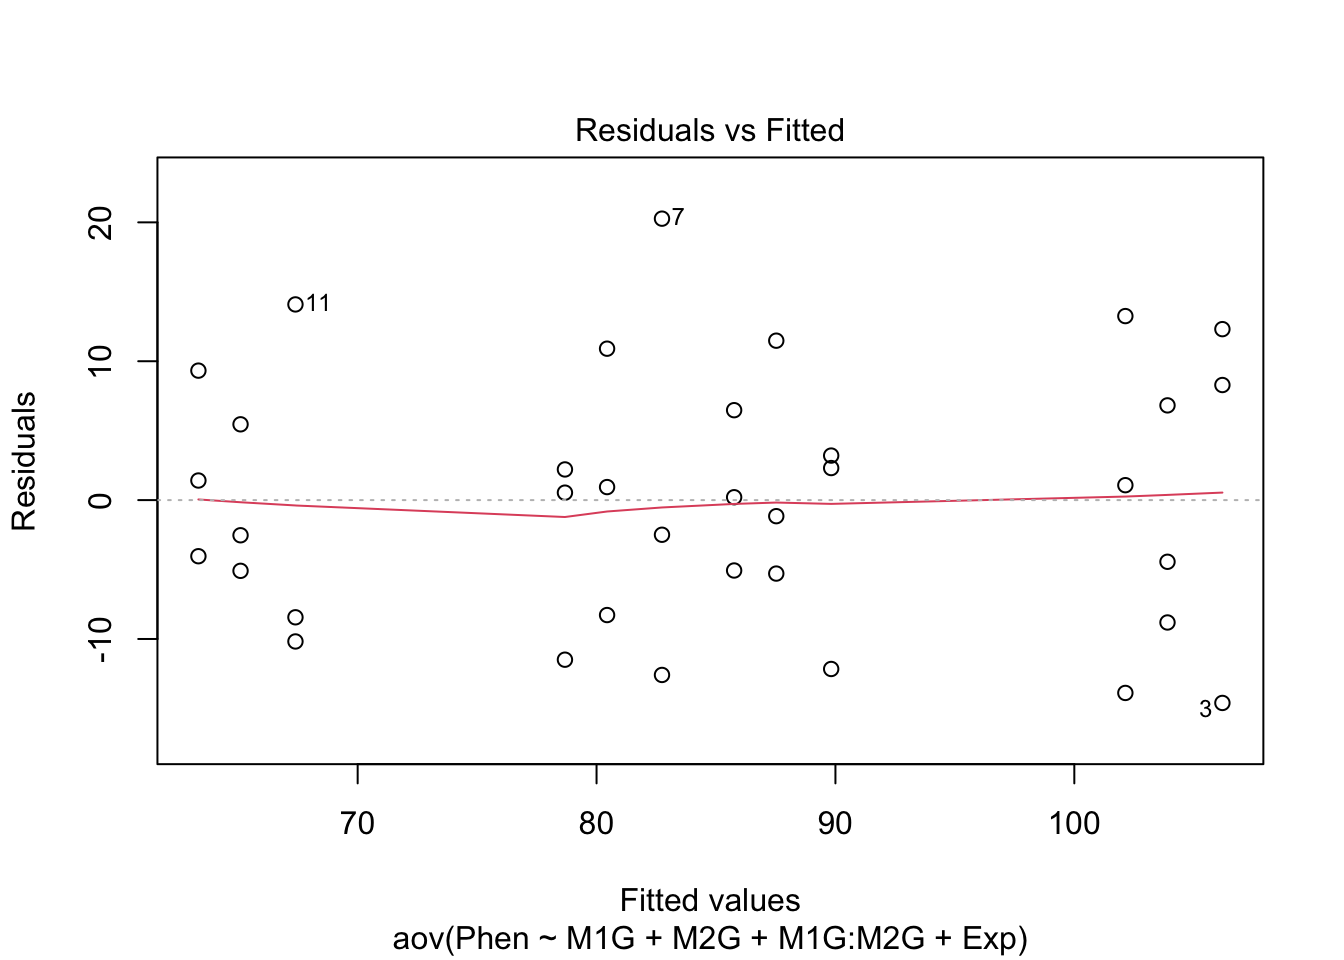 Residuals vs Fitted
Residuals
20
10
0
-10
7
11
3
70 80 90 100
Fitted values
aov(Phen ~ M1G + M2G + M1G:M2G + Exp)